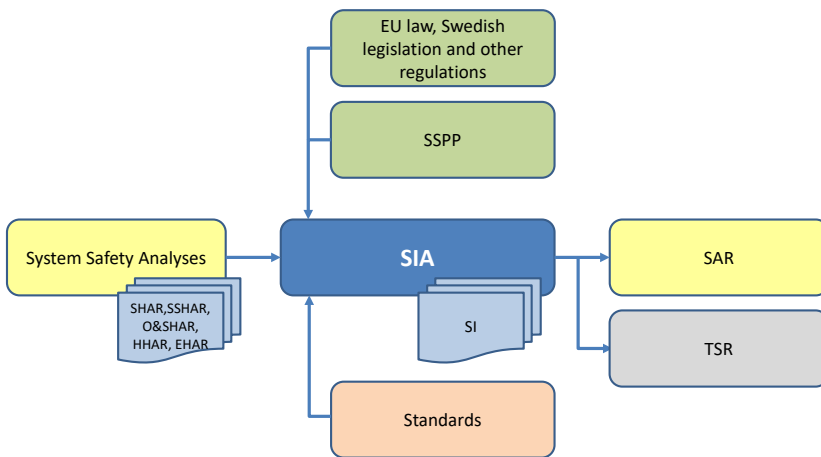 EU law, Swedish
legislation and other
regulations
SSPP
System Safety Analyses
SIA
SAR
SHAR,SSHAR,
O&SHAR,
HHAR, EHAR
SI
TSR
Standards